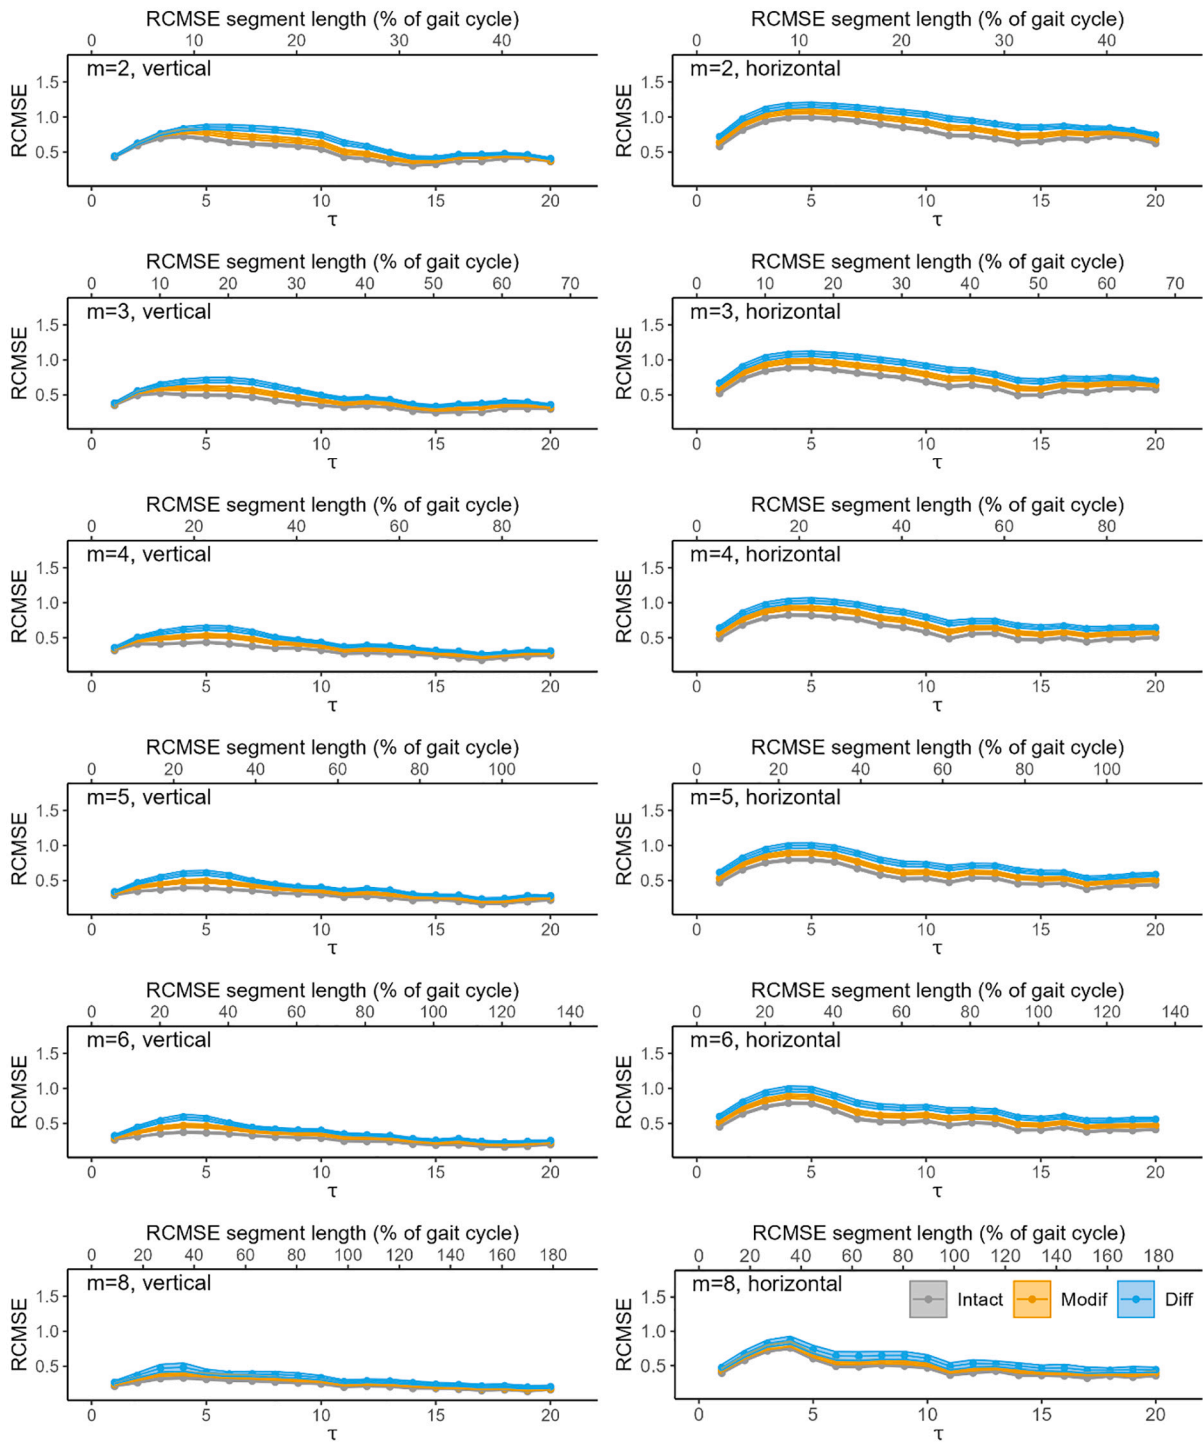 RCMSE segment length (% of gait cycle)
0 10 20 30 40
m=2, vertical
RCMSE
1.5
1.0
0.5
0 5 10 15 20
τ
RCMSE segment length (% of gait cycle)
0 10 20 30 40
m=2, horizontal
RCMSE
1.5
1.0
0.5
0 5 10 15 20
τ
RCMSE segment length (% of gait cycle)
0 10 20 30 40 50 60 70
m=3, vertical
RCMSE
1.5
1.0
0.5
0 5 10 15 20
τ
RCMSE segment length (% of gait cycle)
0 10 20 30 40 50 60 70
m=3, horizontal
RCMSE
1.5
1.0
0.5
0 5 10 15 20
τ
RCMSE segment length (% of gait cycle)
0 20 40 60 80
m=4, vertical
RCMSE
1.5
1.0
0.5
0 5 10 15 20
τ
RCMSE segment length (% of gait cycle)
0 20 40 60 80
m=4, horizontal
RCMSE
1.5
1.0
0.5
0 5 10 15 20
τ
RCMSE segment length (% of gait cycle)
0 20 40 60 80 100
m=5, vertical
RCMSE
1.5
1.0
0.5
0 5 10 15 20
τ
RCMSE segment length (% of gait cycle)
0 20 40 60 80 100
m=5, horizontal
RCMSE
1.5
1.0
0.5
0 5 10 15 20
τ
RCMSE segment length (% of gait cycle)
0 20 40 60 80 100 120 140
m=6, vertical
RCMSE
1.5
1.0
0.5
0 5 10 15 20
τ
RCMSE segment length (% of gait cycle)
0 20 40 60 80 100 120 140
m=6, horizontal
RCMSE
1.5
1.0
0.5
0 5 10 15 20
τ
RCMSE segment length (% of gait cycle)
0 20 40 60 80 100 120 140 160 180
m=8, vertical
RCMSE
1.5
1.0
0.5
0 5 10 15 20
τ
RCMSE segment length (% of gait cycle)
0 20 40 60 80 100 120 140 160 180
m=8, horizontal
Intact Modif Diff
RCMSE
1.5
1.0
0.5
0 5 10 15 20
τ